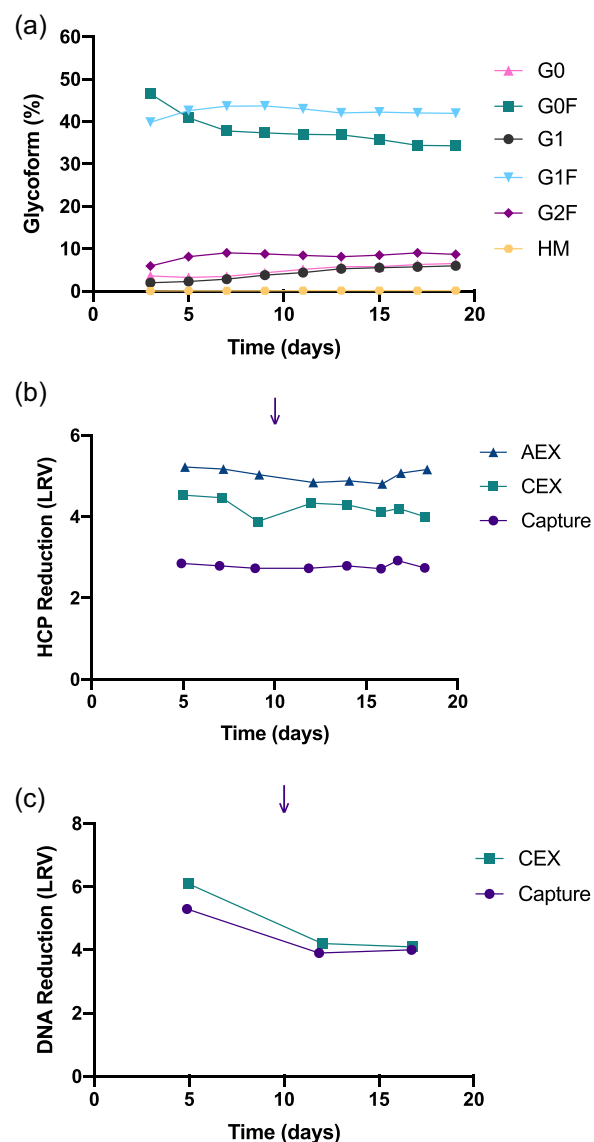 (a)
60
50
40
30
20
10
0
Glycoform (%)
0 5 10 15 20
Time (days)
G0
G0F
G1
G1F
G2F
HM
(b)
6
4
2
0
HCP Reduction (LRV)
0 5 10 15 20
Time (days)
AEX
CEX
Capture
(c)
8
6
4
2
0
DNA Reduction (LRV)
0 5 10 15 20
Time (days)
CEX
Capture